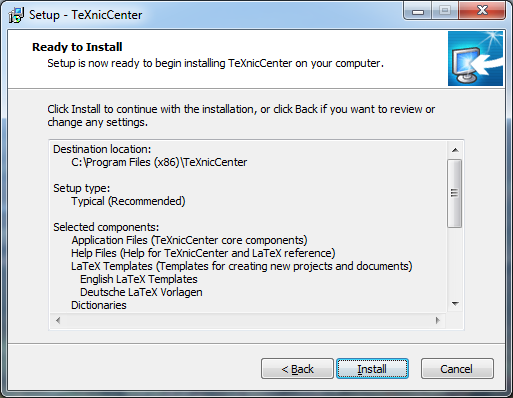 Setup - TeXnicCenter
Ready to Install
Setup is now ready to begin installing TeXnicCenter on your computer.
Click Install to continue with the installation, or click Back if you want to review or
change any settings.
Destination location:
C:\Program Files (x86)\TeXnicCenter
Setup type:
Typical (Recommended)
Selected components:
Application Files (TeXnicCenter core components)
Help Files (Help for TeXnicCenter and LaTeX reference)
LaTeX Templates (Templates for creating new projects and documents)
English LaTeX Templates
Deutsche LaTeX Vorlagen
Dictionaries
< Back
Install
Cancel